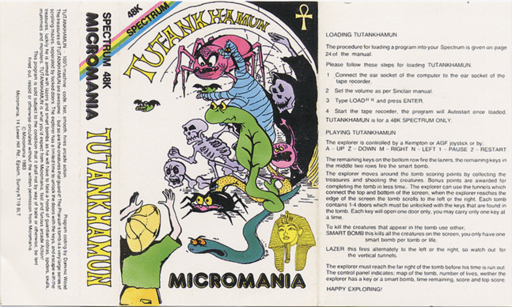 TUTANKHAMUN
SPECTRUM 48K
MICROMANIA
TUTANKHAMUN
48K
SPECTRUM
TUTANKHAMUN
MICROMANIA
LOADING TUTANKHAMUN
The procedure for loading a program into your Spectrum is given on page
24 of the manual.
Please follow these steps for loading TUTANKHAMUN.
1 Connect the ear socket of the computer to the ear socket of the
tape recorder.
2 Set the volume as per Sinclair manual.
3 Type LOAD" " and press ENTER.
4 Start the tape recorder, the program will Autostart once loaded.
TUTANKHAMUN is for a 48K SPECTRUM ONLY.
PLAYING TUTANKHAMUN
The explorer is controlled by a Kempton or AGF joystick or by:
A - UP Z - DOWN M - RIGHT N - LEFT 1 - PAUSE 2 - RESTART
The remaining keys on the bottom row fire the lazers, the remaining keys in
the middle two rows fire the smart bomb.
The explorer moves around the tomb scoring points by collecting the
treasures and shooting the creatures. Bonus points are awarded for
completing the tomb in less time. The explorer can use the tunnels which
connect the top and bottom of the screen, when the explorer reaches the
edge of the screen the tomb scrolls to the left or right. Each tomb
contains 1-4 doors which must be unlocked with the keys that are found in
the tomb. Each key will open one door only, you may carry only one key at
a time.
To kill the creatures that appear in the tomb use either,
SMART BOMB this kills all the creatures on the screen, you only have one
smart bomb per tomb or life.
LAZER this fires alternately to the left or the right, so watch out for
the vertical tunnels.
The explorer must reach the far right of the tomb before his time is run out.
The control panel indicates; map of the tomb, number of lives, wether the
explorer has a key or a smart bomb, time remaining, score and top score.
HAPPY EXPLORING!